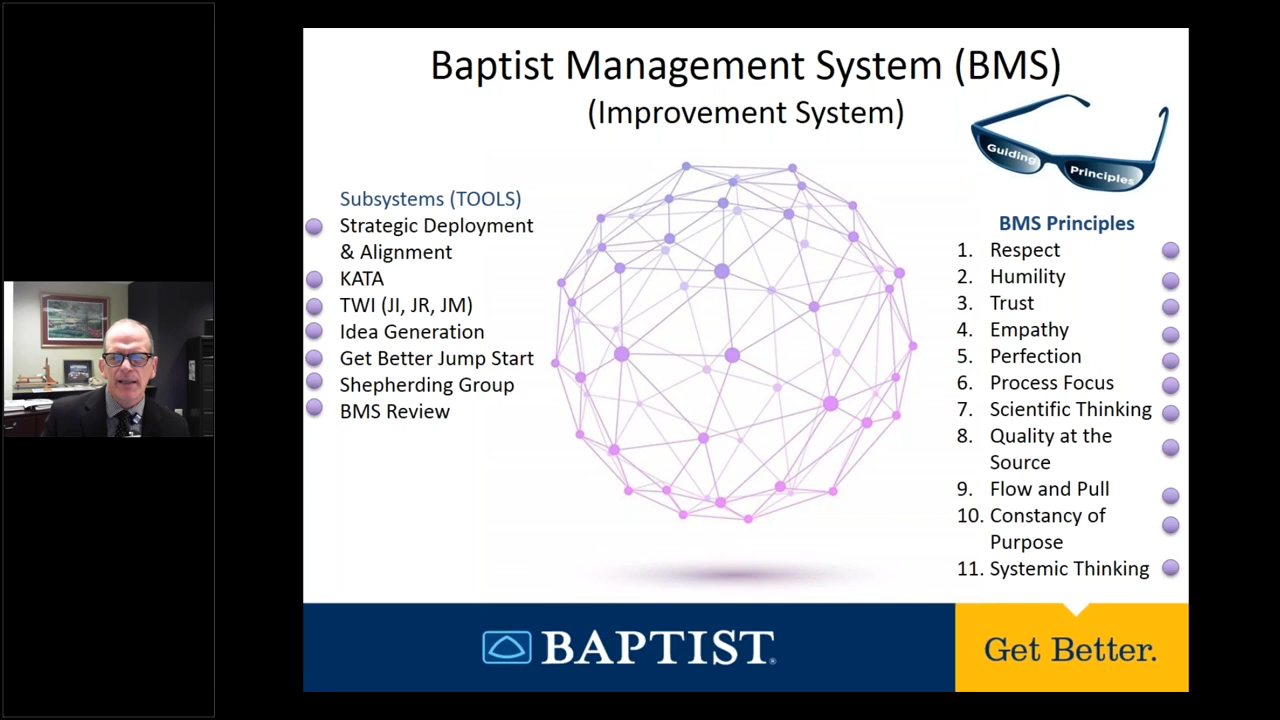 Baptist Management System (BMS)
(Improvement System)
Guiding
Principles
Subsystems (TOOLS)
Strategic Deployment
& Alignment
KATA
TWI (JI, JR, JM)
Idea Generation
Get Better Jump Start
Shepherding Group
BMS Review
BMS Principles
1. Respect
2. Humility
3. Trust
4. Empathy
5. Perfection
6. Process Focus
7. Scientific Thinking
8. Quality at the
Source
9. Flow and Pull
10. Constancy of
Purpose
11. Systemic Thinking
BAPTIST®
Get Better.